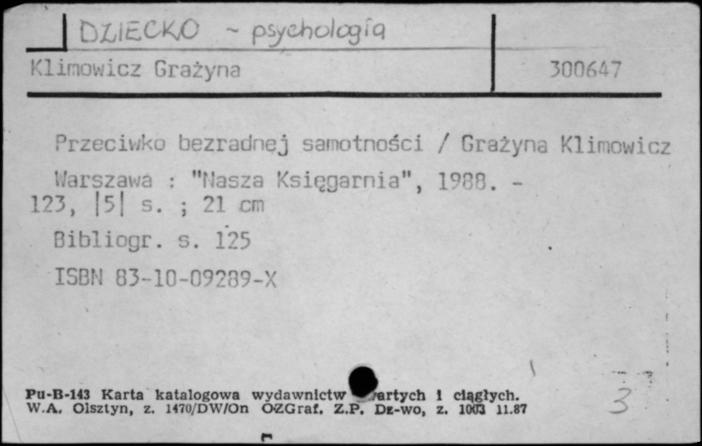 DZIECKO ~ psychologia
Klimowicz Grażyna 300647
Przeciwko bezradnej samotności / Grażyna Klimowicz
Warszawa : "Nasza Księgarnia", 1988. -
123, |5| s. ; 21 cm
Bibliogr. s. 125
ISBN 83-10-09289-X
Pu-B-143 Karta katalogowa wydawnictw i ciągłych.
W.A. Olsztyn, z. 1470/DW/On OZGraf. Z.P. Dz-wo, z. 1003 11.87
3